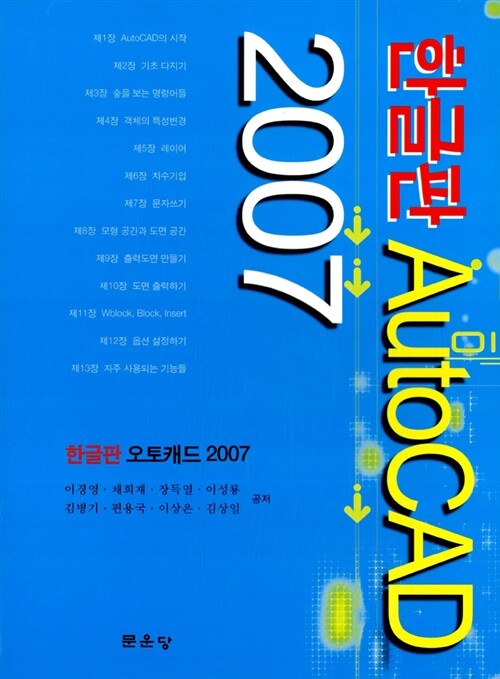 한글판 AutoCAD
2007
제1장 AutoCAD의 시작
제2장 기초 다지기
제3장 숲을 보는 명령어들
제4장 객체의 특성변경
제5장 레이어
제6장 치수기입
제7장 문자쓰기
제8장 모형 공간과 도면 공간
제9장 출력도면 만들기
제10장 도면 출력하기
제11장 Wblock, Block, Insert
제12장 옵션 설정하기
제13장 자주 사용되는 기능들
한글판 오토캐드 2007
이경영 · 채희재 · 장득열 · 이성룡
김병기 · 편용국 · 이상은 · 김상일 공저
문운당